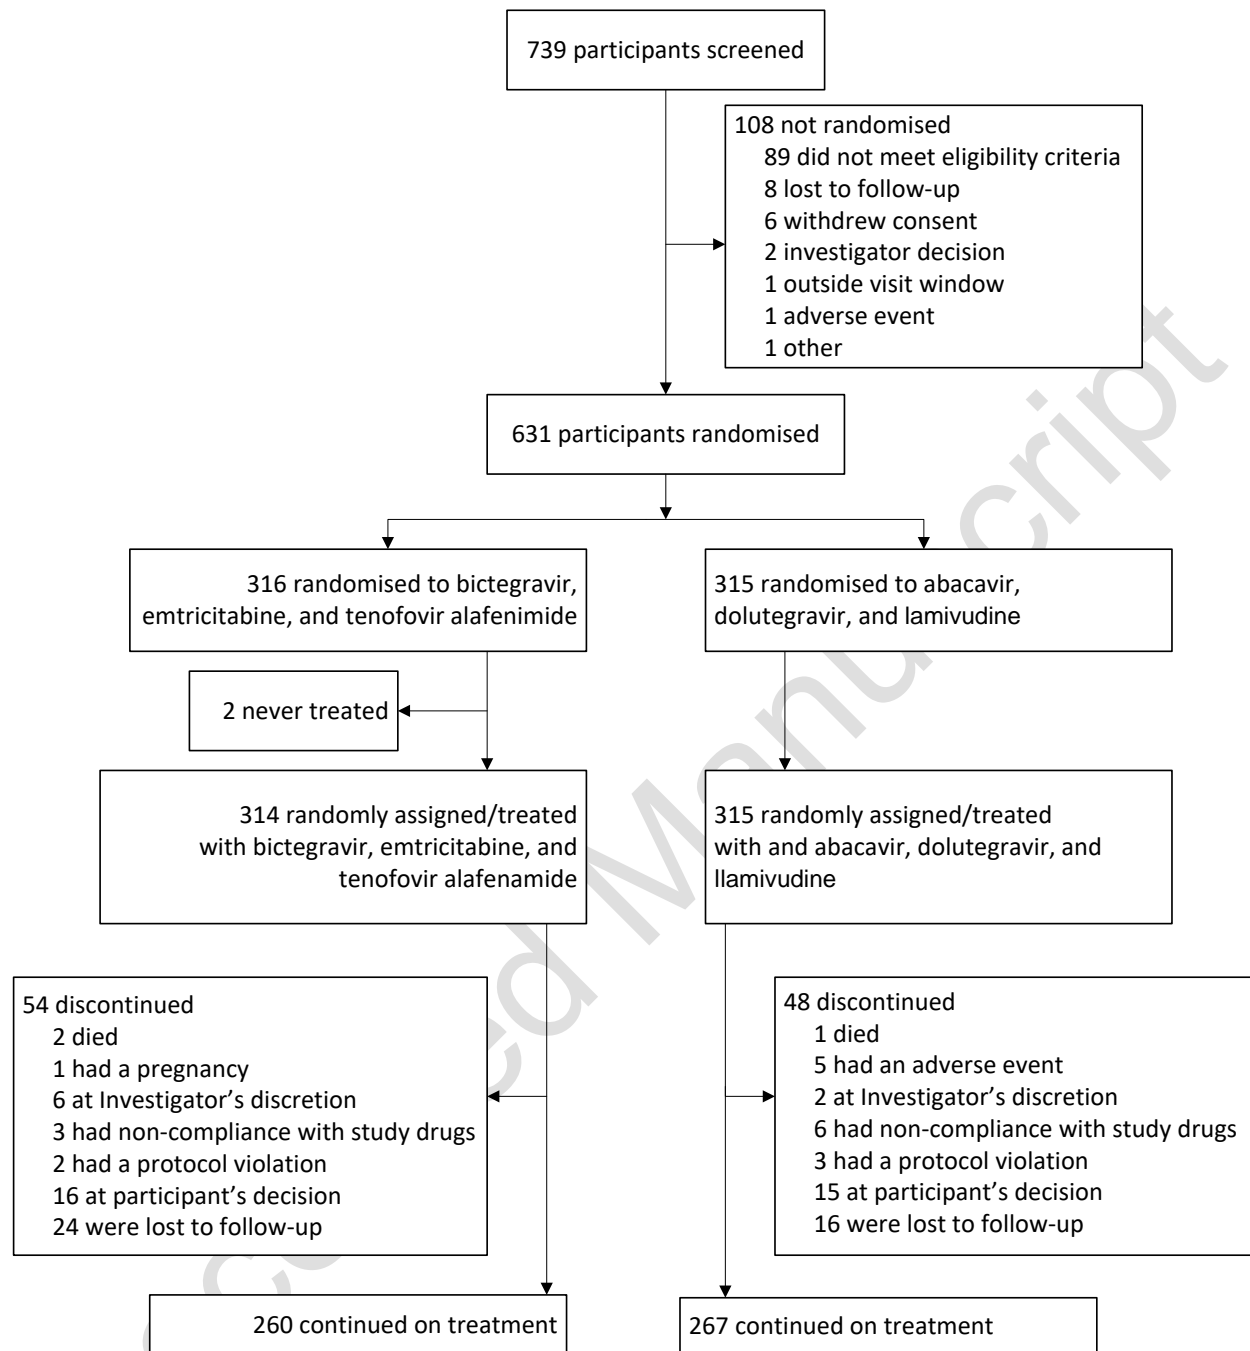 739 participants screened
108 not randomised
89 did not meet eligibility criteria
8 lost to follow-up
6 withdrew consent
2 investigator decision
1 outside visit window
1 adverse event
1 other
631 participants randomised
316 randomised to bictegravir,
emtricitabine, and tenofovir alafenimide
315 randomised to abacavir,
dolutegravir, and lamivudine
2 never treated
314 randomly assigned/treated
with bictegravir, emtricitabine, and
tenofovir alafenamide
315 randomly assigned/treated
with and abacavir, dolutegravir, and
llamivudine
54 discontinued
2 died
1 had a pregnancy
6 at Investigator’s discretion
3 had non-compliance with study drugs
2 had a protocol violation
16 at participant’s decision
24 were lost to follow-up
48 discontinued
1 died
5 had an adverse event
2 at Investigator’s discretion
6 had non-compliance with study drugs
3 had a protocol violation
15 at participant’s decision
16 were lost to follow-up
260 continued on treatment
267 continued on treatment
Manuscript